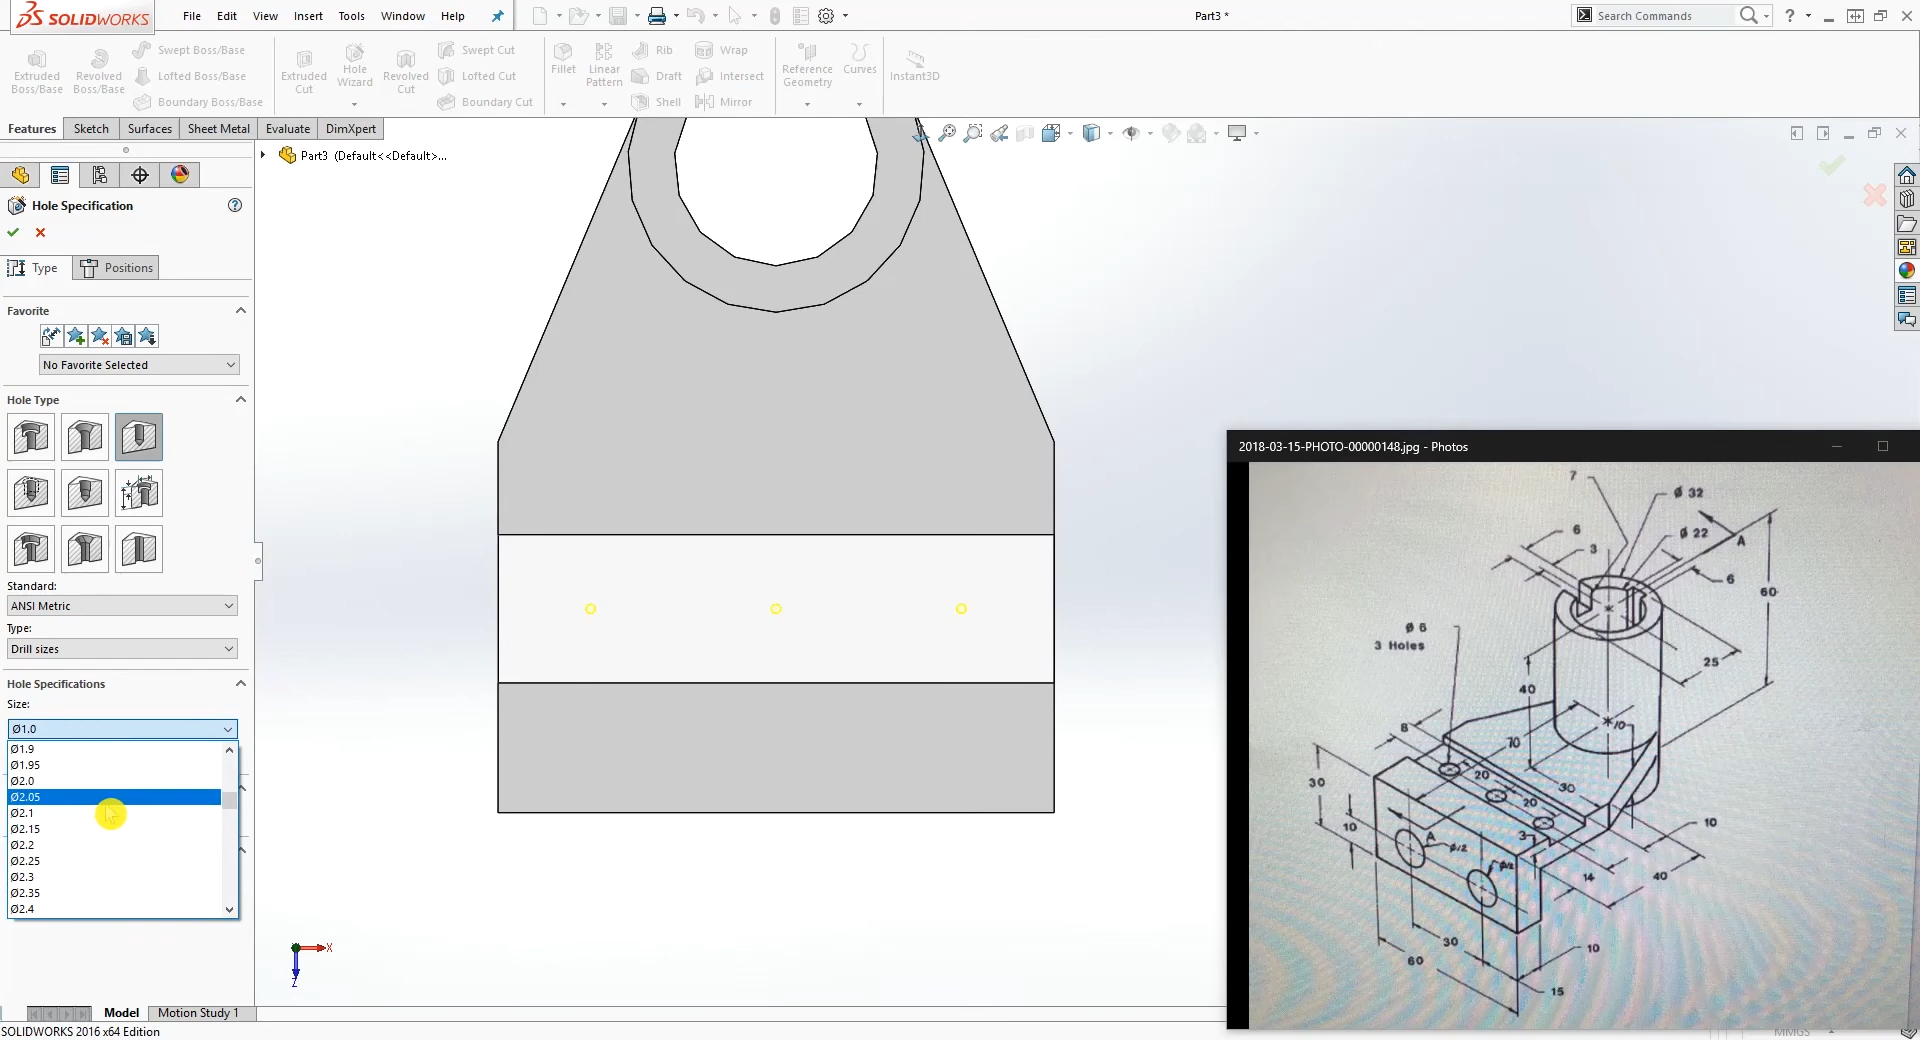 SOLIDWORKS
File Edit View Insert Tools Window Help
Part3 *
Search Commands
Extruded Boss/Base
Revolved Boss/Base
Swept Boss/Base
Lofted Boss/Base
Boundary Boss/Base
Extruded Cut
Hole Wizard
Revolved Cut
Swept Cut
Lofted Cut
Boundary Cut
Fillet
Linear Pattern
Rib
Draft
Shell
Wrap
Intersect
Mirror
Reference Geometry
Curves
Instant3D
Features Sketch Surfaces Sheet Metal Evaluate DimXpert
Part3 (Default<<Default>...
Hole Specification
Type Positions
Favorite
No Favorite Selected
Hole Type
Standard:
ANSI Metric
Type:
Drill sizes
Hole Specifications
Size:
Ø1.0
Ø1.9
Ø1.95
Ø2.0
Ø2.05
Ø2.1
Ø2.15
Ø2.2
Ø2.25
Ø2.3
Ø2.35
Ø2.4
X
Z
Model Motion Study 1
SOLIDWORKS 2016 x64 Edition
MMGS
2018-03-15-PHOTO-00000148.jpg - Photos
7
Ø 32
6
3
Ø 22
A
6
60
Ø 6
3 Holes
25
40
8
10
70
20
30
30
20
10
10
A
Ø12
3
Ø12
14
40
30
10
60
15